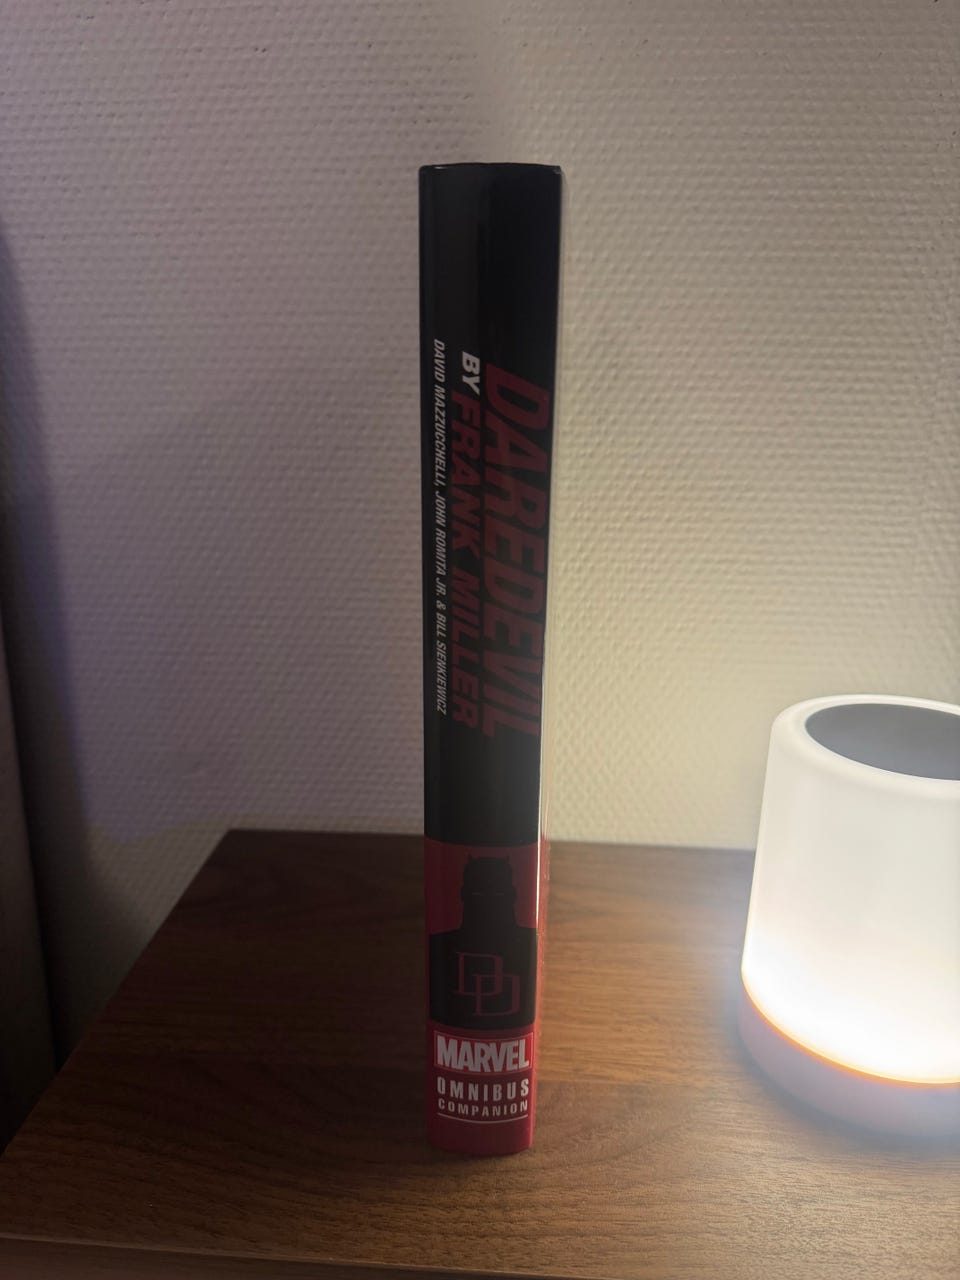 DAREDEVIL
BY FRANK MILLER
DAVID MAZZUCCHELLI, JOHN ROMITA JR. & BILL SIENKIEWICZ
DD
MARVEL
OMNIBUS
COMPANION